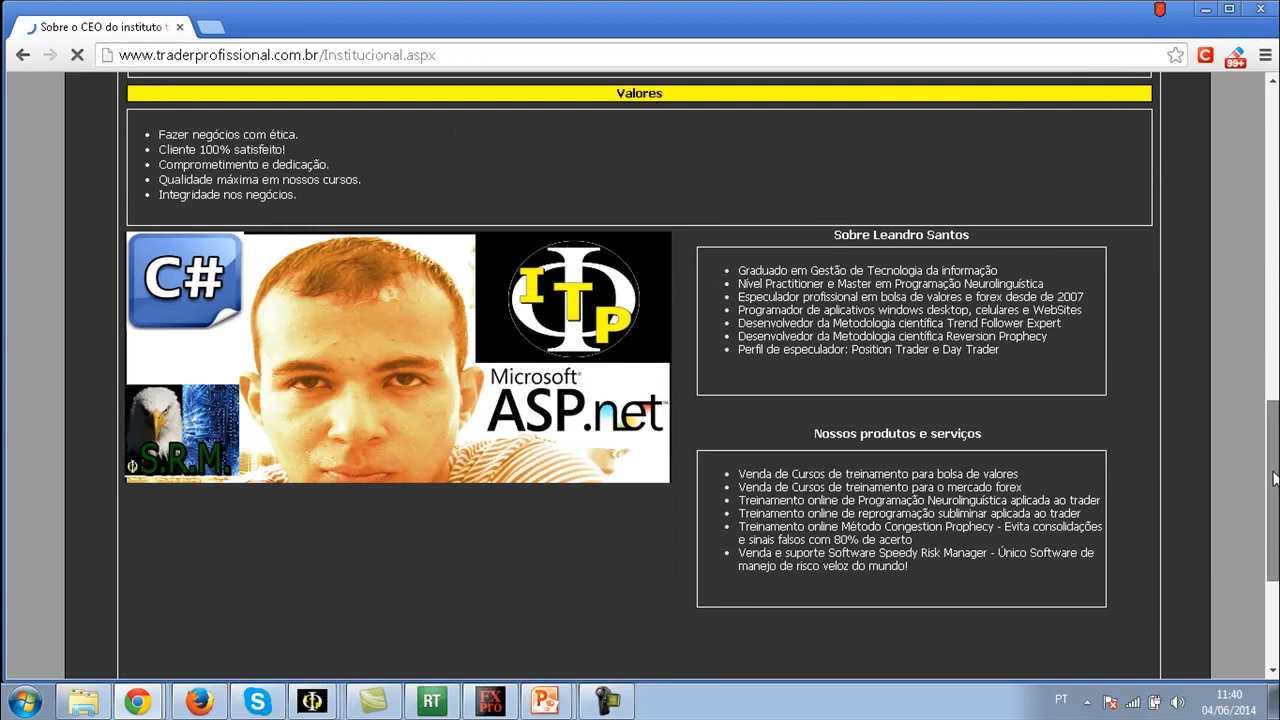 Sobre o CEO do instituto t
www.traderprofissional.com.br/Institucional.aspx
99+
Valores
Fazer negócios com ética.
Cliente 100% satisfeito!
Comprometimento e dedicação.
Qualidade máxima em nossos cursos.
Integridade nos negócios.
C#
ITP
Microsoft
ASP.net
S.R.M.
Sobre Leandro Santos
Graduado em Gestão de Tecnologia da informação
Nível Practitioner e Master em Programação Neurolinguística
Especulador profissional em bolsa de valores e forex desde de 2007
Programador de aplicativos windows desktop, celulares e WebSites
Desenvolvedor da Metodologia científica Trend Follower Expert
Desenvolvedor da Metodologia científica Reversion Prophecy
Perfil de especulador: Position Trader e Day Trader
Nossos produtos e serviços
Venda de Cursos de treinamento para bolsa de valores
Venda de Cursos de treinamento para o mercado forex
Treinamento online de Programação Neurolinguística aplicada ao trader
Treinamento online de reprogramação subliminar aplicada ao trader
Treinamento online Método Congestion Prophecy - Evita consolidações
e sinais falsos com 80% de acerto
Venda e suporte Software Speedy Risk Manager - Único Software de
manejo de risco veloz do mundo!
RT
FX
PRO
PT
11:40
04/06/2014